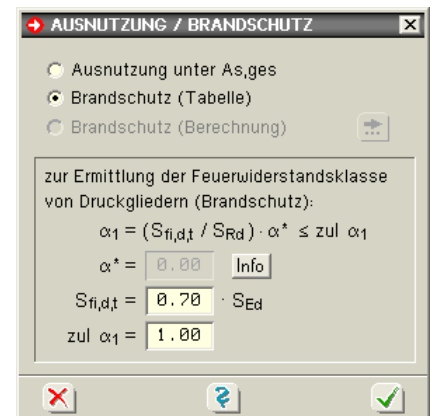 AUSNUTZUNG / BRANDSCHUTZ
Ausnutzung unter As,ges
Brandschutz (Tabelle)
Brandschutz (Berechnung)
zur Ermittlung der Feuerwiderstandsklasse
von Druckgliedern (Brandschutz):
α1 = (Sfi,d,t / SRd) · α* ≤ zul α1
α* = 0.00 Info
Sfi,d,t = 0.70 · SEd
zul α1 = 1.00